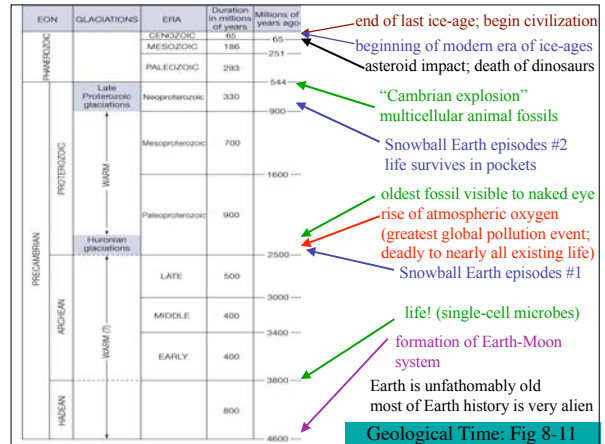 EON GLACIATIONS ERA Duration in millions of years Millions of years ago
PHANEROZOIC
CENOZOIC 65
65
MESOZOIC 186
251
PALEOZOIC 293
544
PRECAMBRIAN
PROTEROZOIC
Late Proterozoic glaciations
Neoproterozoic 330
900
WARM
Mesoproterozoic 700
1600
Paleoproterozoic 900
Huronian glaciations
2500
ARCHEAN
WARM (?)
LATE 500
3000
MIDDLE 400
3400
EARLY 400
3800
HADEAN
800
4600
end of last ice-age; begin civilization
beginning of modern era of ice-ages
asteroid impact; death of dinosaurs
“Cambrian explosion”
multicellular animal fossils
Snowball Earth episodes #2
life survives in pockets
oldest fossil visible to naked eye
rise of atmospheric oxygen
(greatest global pollution event;
deadly to nearly all existing life)
Snowball Earth episodes #1
life! (single-cell microbes)
formation of Earth-Moon
system
Earth is unfathomably old
most of Earth history is very alien
Geological Time: Fig 8-11